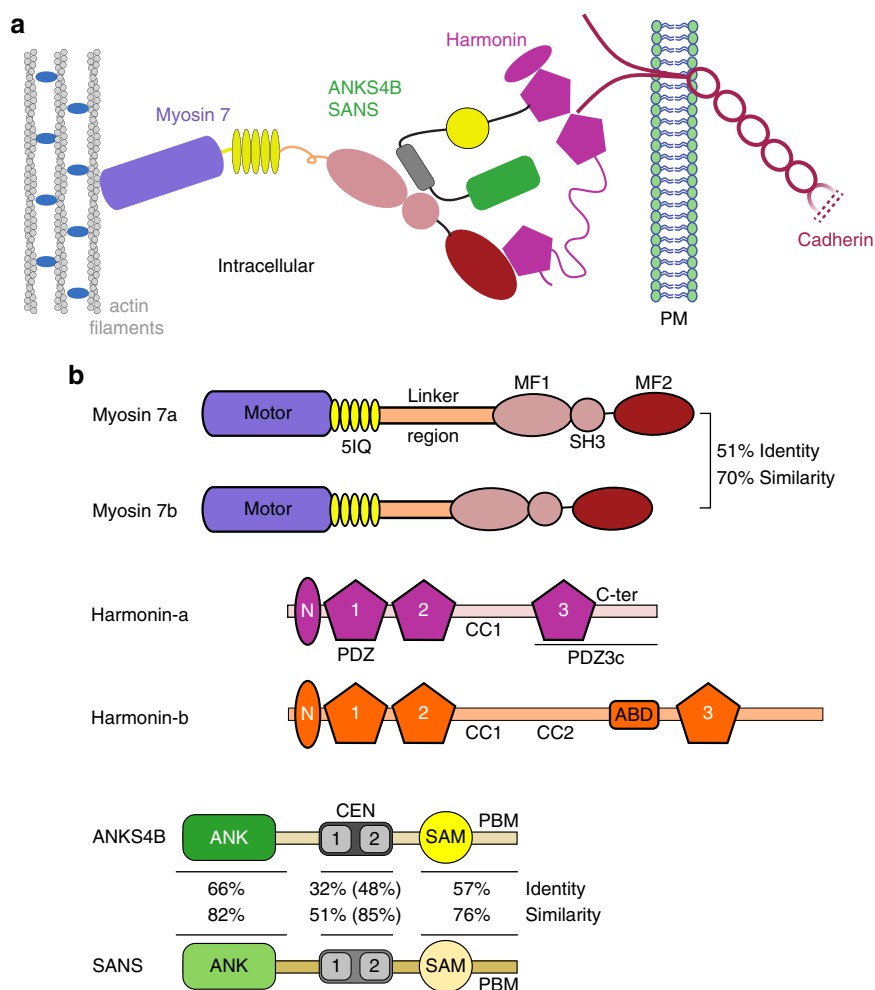 a
Harmonin
ANKS4B
SANS
Myosin 7
Intracellular
Cadherin
actin
filaments
PM
b
MF1
MF2
Linker
Myosin 7a
Motor
region
5IQ
SH3
51% Identity
70% Similarity
Myosin 7b
Motor
C-ter
Harmonin-a
N
1
2
3
CC1
PDZ
PDZ3c
Harmonin-b
N
1
2
ABD
3
CC1
CC2
CEN
PBM
ANKS4B
ANK
1
2
SAM
66%
32% (48%)
57%
Identity
82%
51% (85%)
76%
Similarity
SANS
ANK
1
2
SAM
PBM